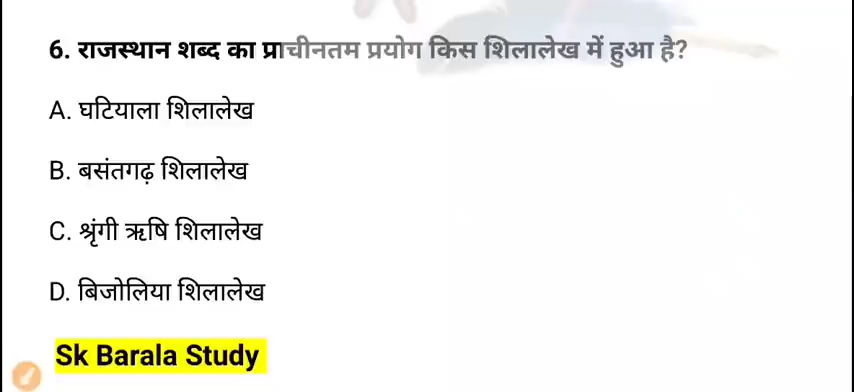 6. राजस्थान शब्द का प्राचीनतम प्रयोग किस शिलालेख में हुआ है?
A. घटियाला शिलालेख
B. बसंतगढ़ शिलालेख
C. श्रृंगी ऋषि शिलालेख
D. बिजोलिया शिलालेख
Sk Barala Study